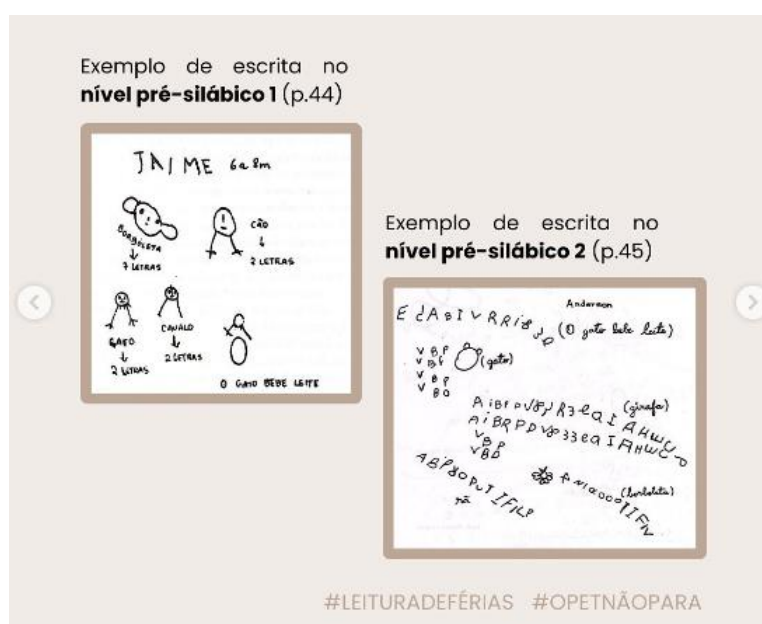 Exemplo de escrita no
nível pré-silábico 1 (p.44)
JAIME 6a 8m
BORBOLETA
7 LETRAS
CÃO
2 LETRAS
GATO
2 LETRAS
CAVALO
2 LETRAS
O GATO BEBE LEITE
Exemplo de escrita no
nível pré-silábico 2 (p.45)
Anderson
(O gato bebe leite)
V B P
(gato)
V B P
(girafa)
V B P
(borboleta)
rã
#LEITURADEFÉRIAS #OPETNÃOPARA